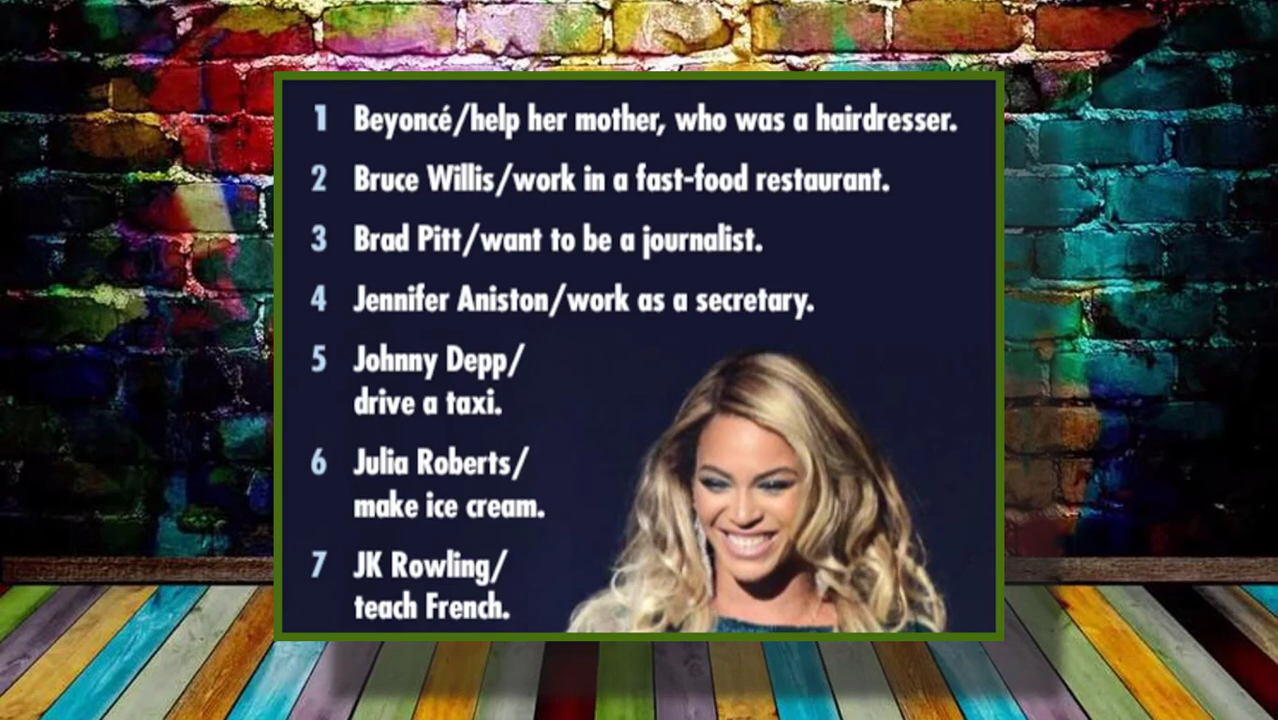 1 Beyoncé/help her mother, who was a hairdresser.
2 Bruce Willis/work in a fast-food restaurant.
3 Brad Pitt/want to be a journalist.
4 Jennifer Aniston/work as a secretary.
5 Johnny Depp/
drive a taxi.
6 Julia Roberts/
make ice cream.
7 JK Rowling/
teach French.